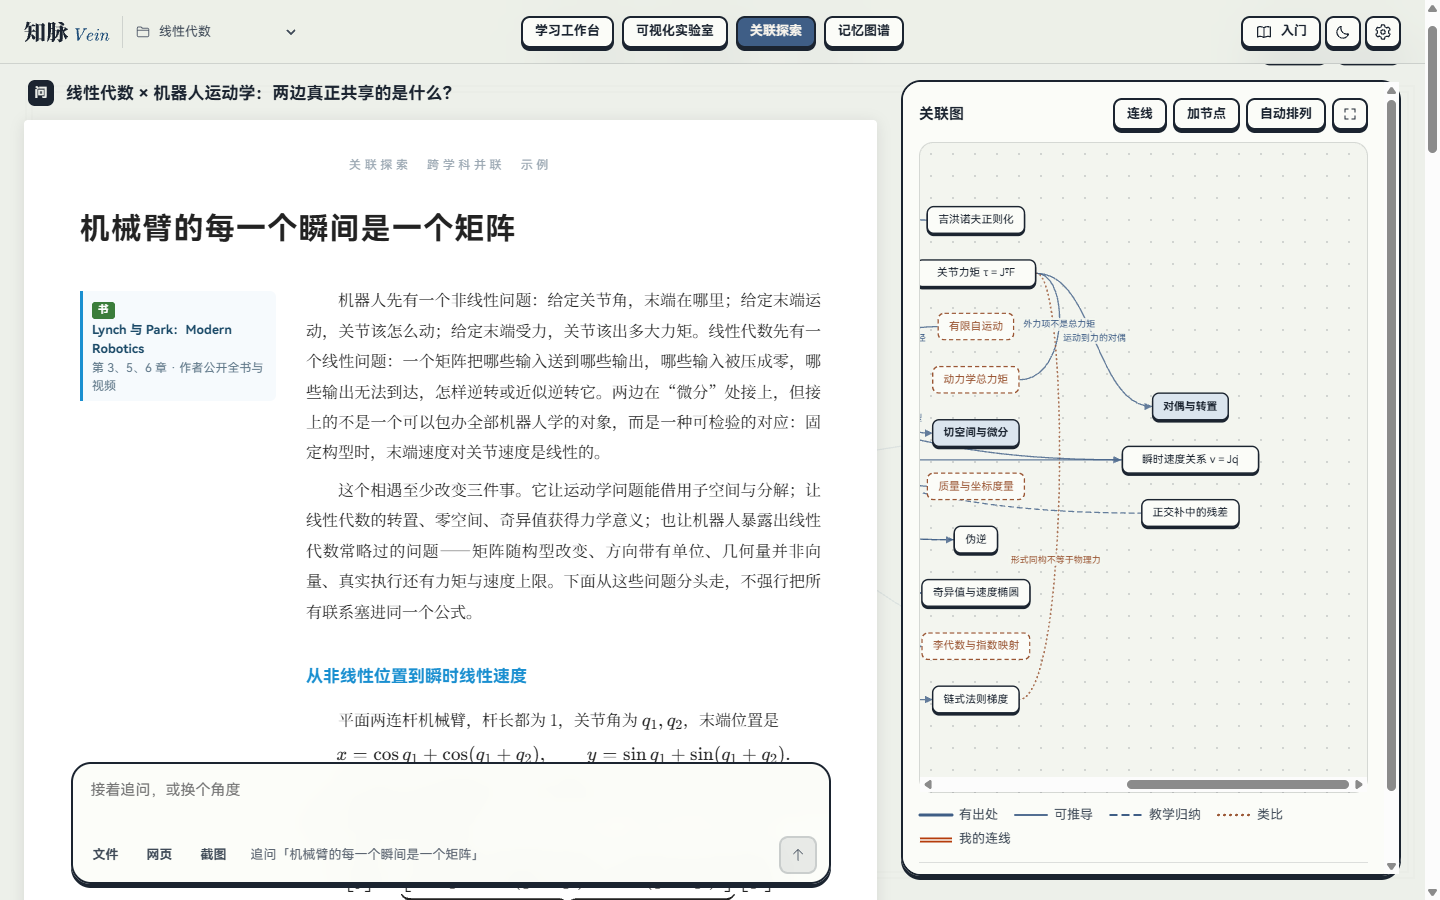 知脉 Vein
线性代数
学习工作台
可视化实验室
关联探索
记忆图谱
入门
问
线性代数 × 机器人运动学：两边真正共享的是什么？
关联探索 跨学科并联 示例
机械臂的每一个瞬间是一个矩阵
书
Lynch 与 Park：Modern
Robotics
第 3、5、6 章 · 作者公开全书与
视频
机器人先有一个非线性问题：给定关节角，末端在哪里；给定末端运
动，关节该怎么动；给定末端受力，关节该出多大力矩。线性代数先有一
个线性问题：一个矩阵把哪些输入送到哪些输出，哪些输入被压成零，哪
些输出无法到达，怎样逆转或近似逆转它。两边在“微分”处接上，但接
上的不是一个可以包办全部机器人学的对象，而是一种可检验的对应：固
定构型时，末端速度对关节速度是线性的。
这个相遇至少改变三件事。它让运动学问题能借用子空间与分解；让
线性代数的转置、零空间、奇异值获得力学意义；也让机器人暴露出线性
代数常略过的问题——矩阵随构型改变、方向带有单位、几何量并非向
量、真实执行还有力矩与速度上限。下面从这些问题分头走，不强行把所
有联系塞进同一个公式。
从非线性位置到瞬时线性速度
平面两连杆机械臂，杆长都为 1，关节角为 q₁, q₂，末端位置是
x = cos q₁ + cos(q₁ + q₂), y = sin q₁ + sin(q₁ + q₂).
接着追问，或换个角度
文件
网页
截图
追问「机械臂的每一个瞬间是一个矩阵」
关联图
连线
加节点
自动排列
吉洪诺夫正则化
关节力矩 τ = JᵀF
有限自运动
外力项不是总力矩
运动到力的对偶
动力学总力矩
对偶与转置
切空间与微分
瞬时速度关系 v = Jq̇
质量与坐标度量
正交补中的残差
伪逆
形式同构不等于物理力
奇异值与速度椭圆
李代数与指数映射
链式法则梯度
有出处
可推导
教学归纳
类比
我的连线